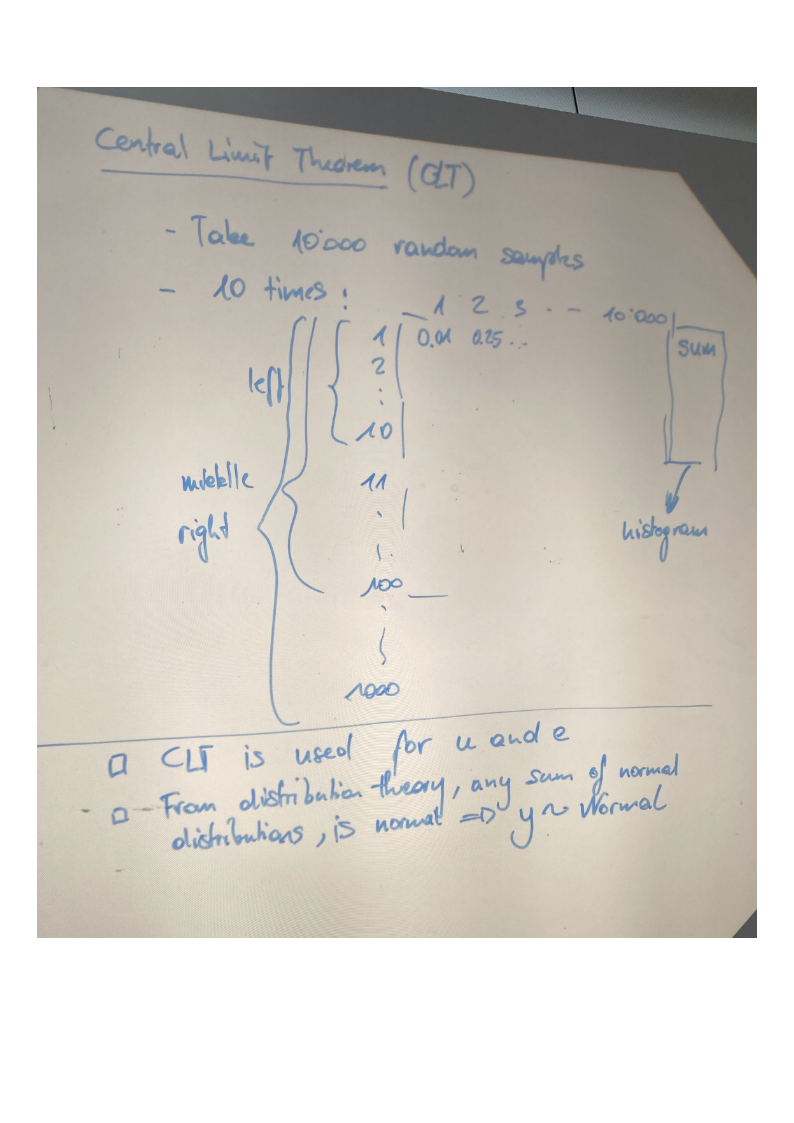 Central Limit Theorem (CLT)
- Take 10'000 random samples
- 10 times:
1 2 3 . - - 10'000
left 1 0.01 0.25 . . sum
2
:
10
middle 11
right . histogram
100
1000
□ CLT is used for u and e
□ From distribution theory, any sum of normal
distributions, is normal => y ~ Normal